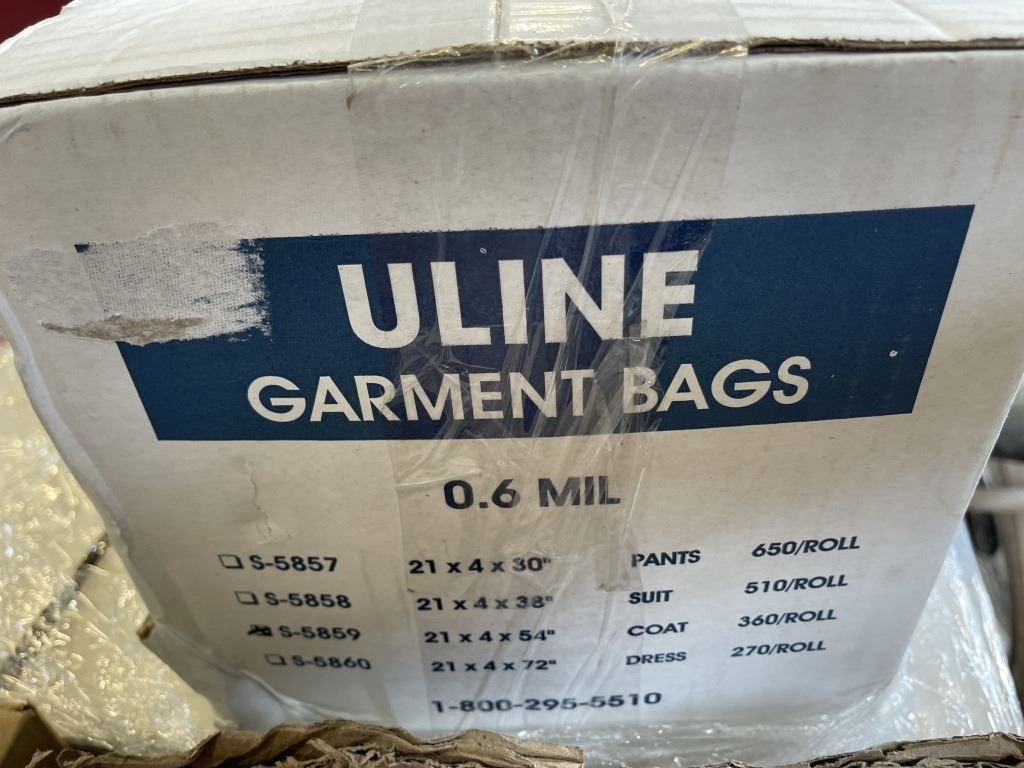 ULINE
GARMENT BAGS
0.6 MIL
☐ S-5857 21 x 4 x 30" PANTS 650/ROLL
☐ S-5858 21 x 4 x 38" SUIT 510/ROLL
☒ S-5859 21 x 4 x 54" COAT 360/ROLL
☐ S-5860 21 x 4 x 72" DRESS 270/ROLL
1-800-295-5510